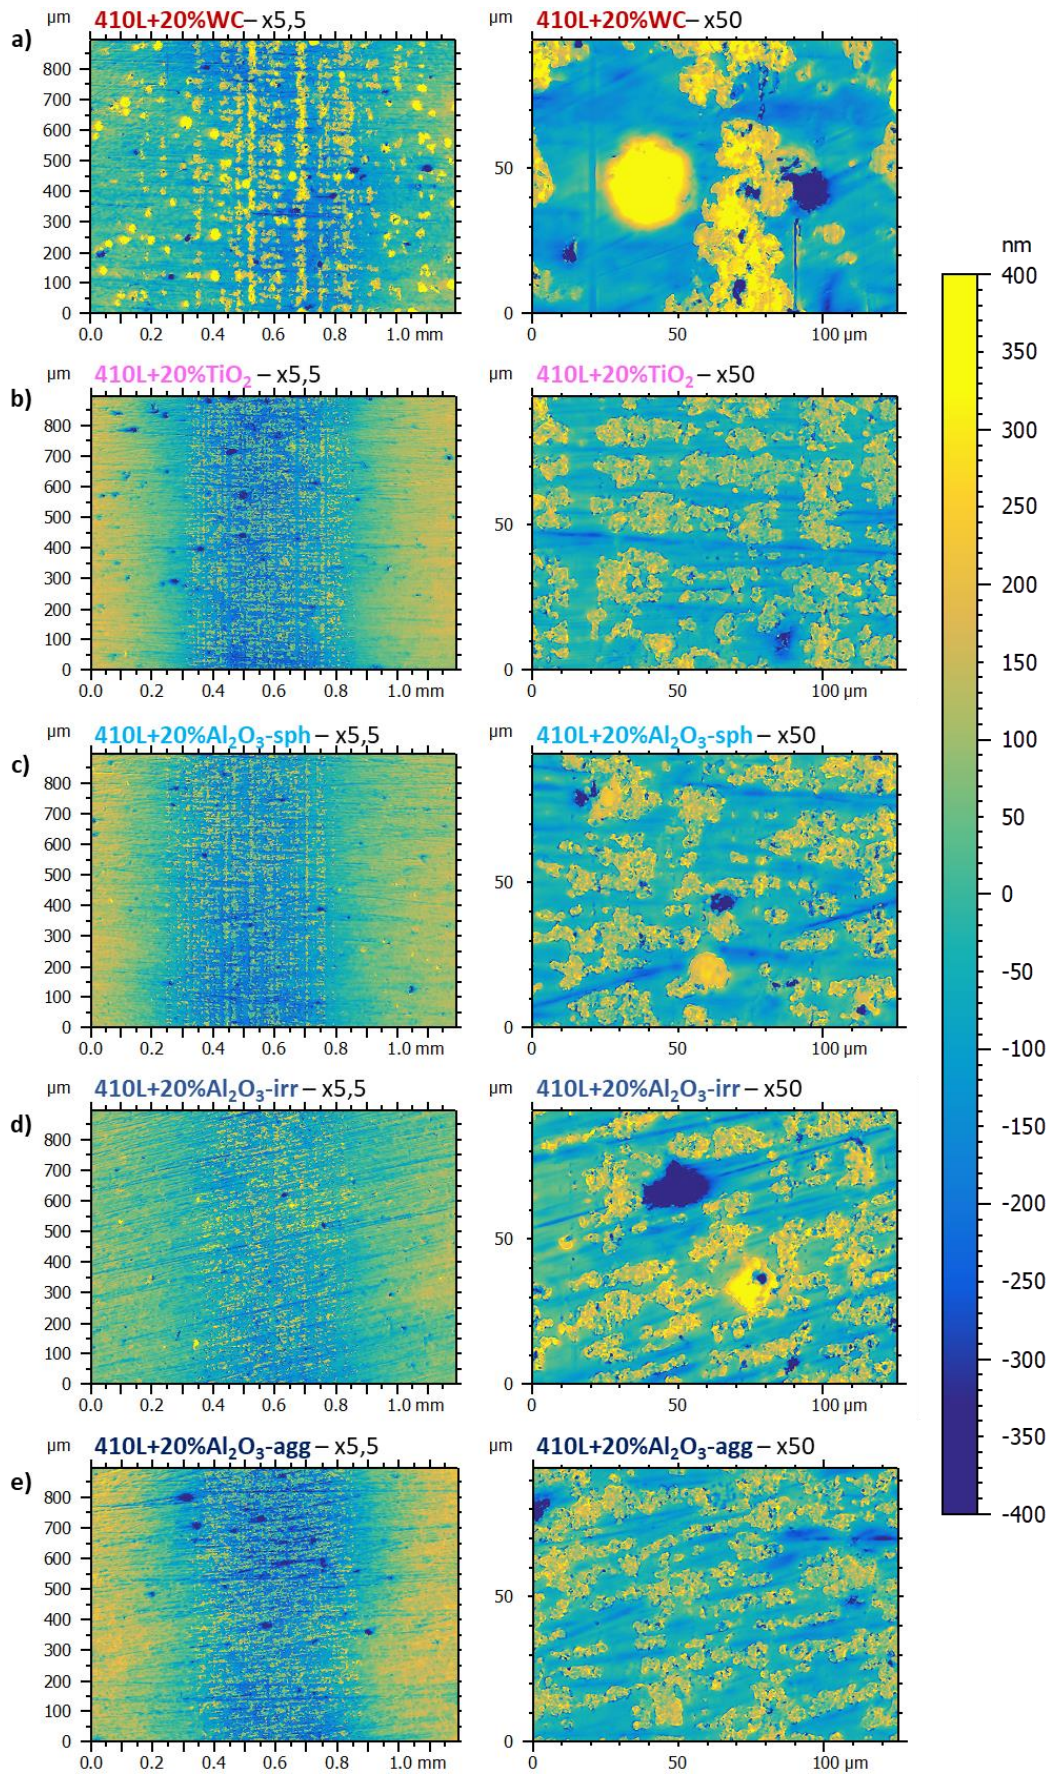 410L+20%WC– x5,5
410L+20%WC– x50
a)
µm
800
700
600
500
400
300
200
100
0
0.0 0.2 0.4 0.6 0.8 1.0 mm
50
0
0 50 100 µm
nm
400
350
300
250
200
150
100
50
0
-50
-100
-150
-200
-250
-300
-350
-400
b)
µm
410L+20%TiO₂ – x5,5
800
700
600
500
400
300
200
100
0
0.0 0.2 0.4 0.6 0.8 1.0 mm
µm
410L+20%TiO₂ – x50
50
0
0 50 100 µm
c)
µm
410L+20%Al₂O₃-sph – x5,5
800
700
600
500
400
300
200
100
0
0.0 0.2 0.4 0.6 0.8 1.0 mm
µm
410L+20%Al₂O₃-sph – x50
50
0
0 50 100 µm
d)
µm
410L+20%Al₂O₃-irr – x5,5
800
700
600
500
400
300
200
100
0
0.0 0.2 0.4 0.6 0.8 1.0 mm
µm
410L+20%Al₂O₃-irr – x50
50
0
0 50 100 µm
e)
µm
410L+20%Al₂O₃-agg – x5,5
800
700
600
500
400
300
200
100
0
0.0 0.2 0.4 0.6 0.8 1.0 mm
µm
410L+20%Al₂O₃-agg – x50
50
0
0 50 100 µm